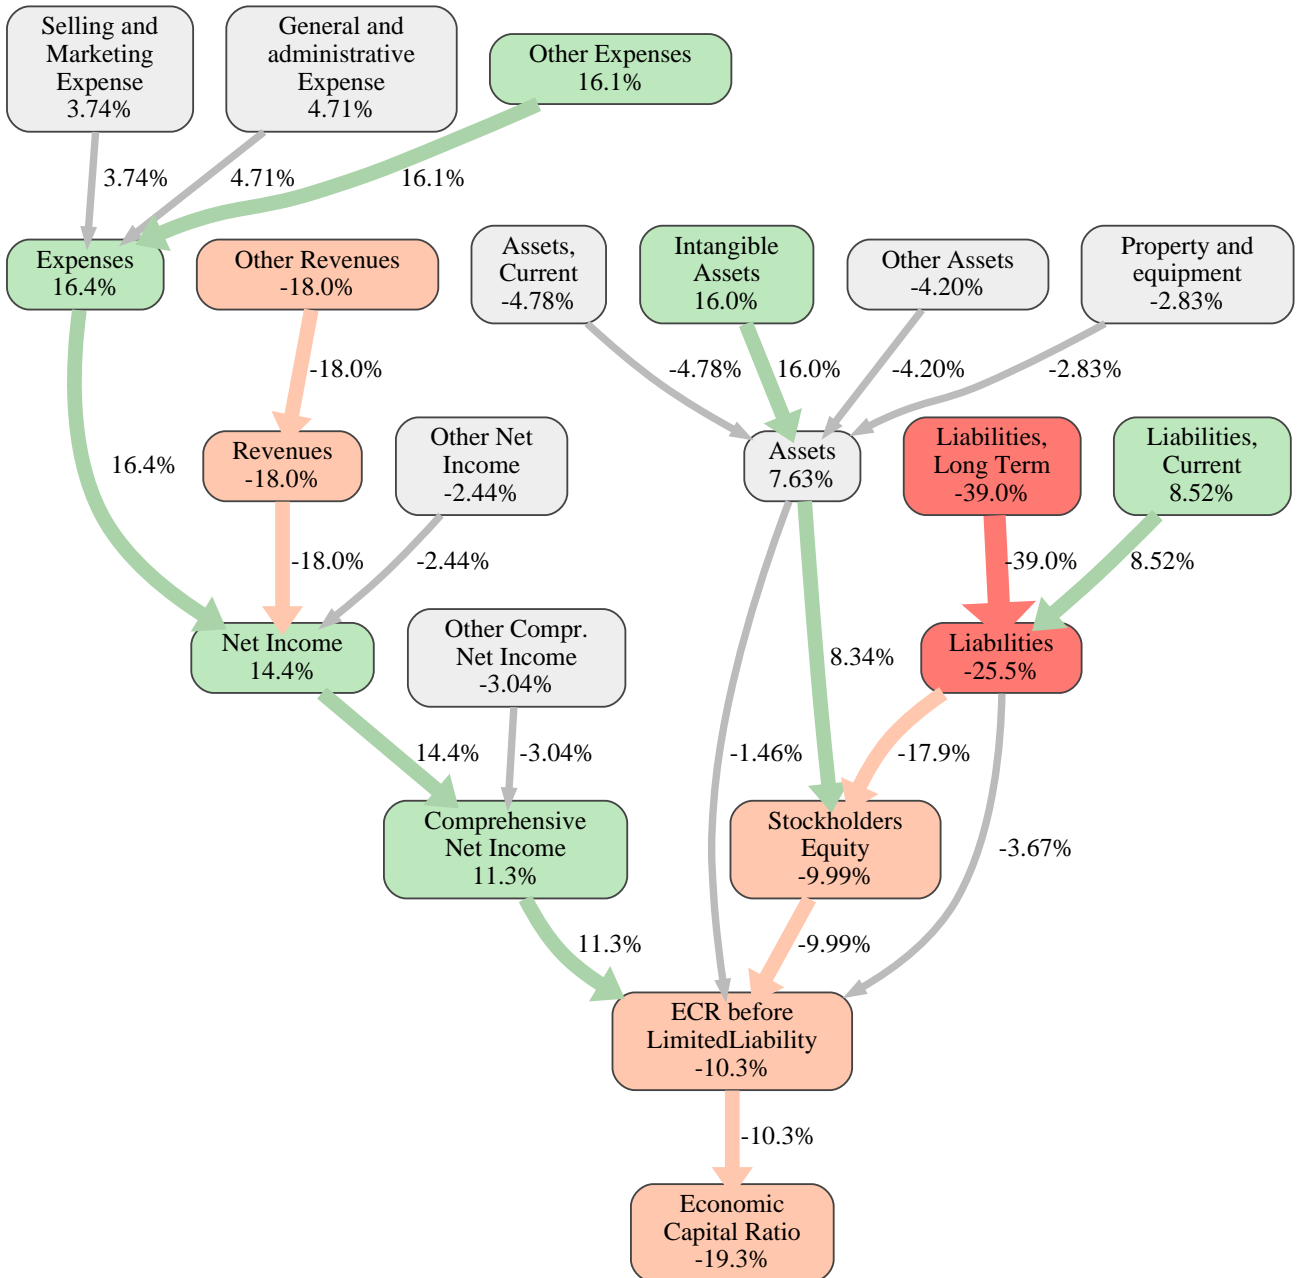 Selling and
Marketing
Expense
3.74%
General and
administrative
Expense
4.71%
Other Expenses
16.1%
3.74%
4.71%
16.1%
Expenses
16.4%
Other Revenues
-18.0%
Assets,
Current
-4.78%
Intangible
Assets
16.0%
Other Assets
-4.20%
Property and
equipment
-2.83%
-18.0%
-4.78%
16.0%
-4.20%
-2.83%
16.4%
Revenues
-18.0%
Other Net
Income
-2.44%
Assets
7.63%
Liabilities,
Long Term
-39.0%
Liabilities,
Current
8.52%
-18.0%
-2.44%
-39.0%
8.52%
Net Income
14.4%
Other Compr.
Net Income
-3.04%
8.34%
Liabilities
-25.5%
14.4%
-3.04%
-1.46%
-17.9%
-3.67%
Comprehensive
Net Income
11.3%
Stockholders
Equity
-9.99%
11.3%
-9.99%
ECR before
LimitedLiability
-10.3%
-10.3%
Economic
Capital Ratio
-19.3%